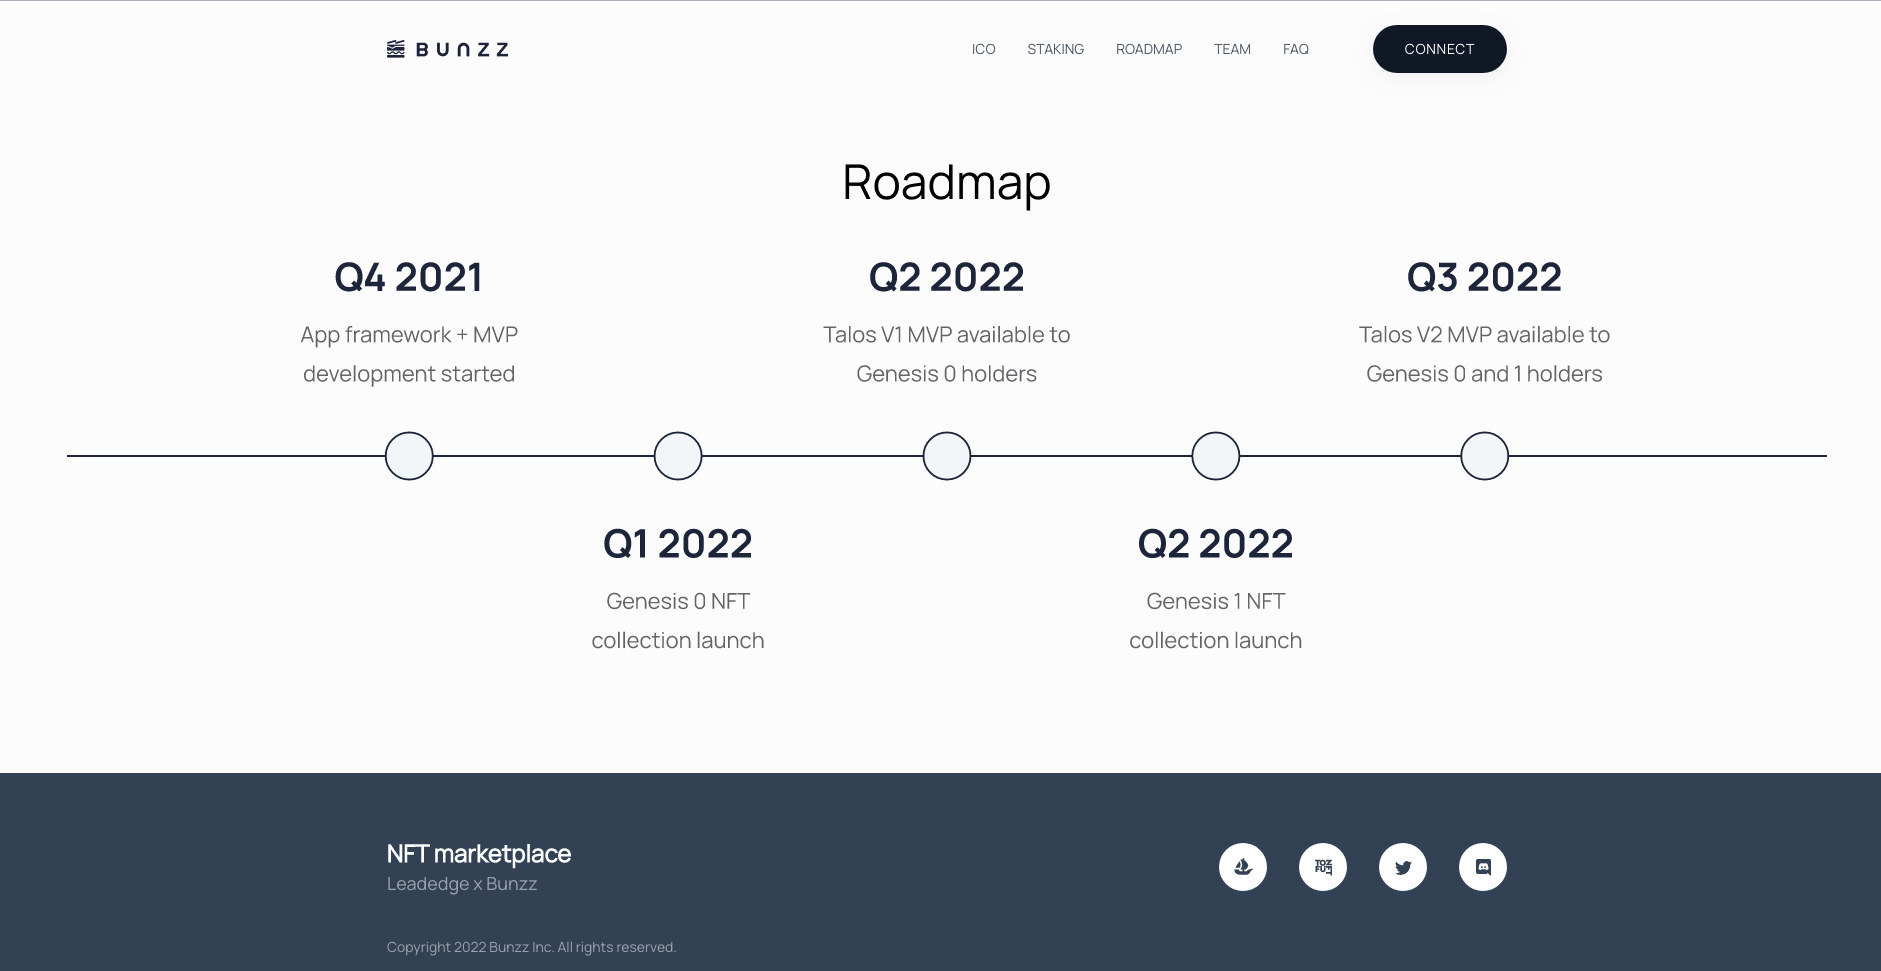 BUNZZ
ICO STAKING ROADMAP TEAM FAQ CONNECT
Roadmap
Q4 2021
App framework + MVP
development started
Q1 2022
Genesis 0 NFT
collection launch
Q2 2022
Talos V1 MVP available to
Genesis 0 holders
Q2 2022
Genesis 1 NFT
collection launch
Q3 2022
Talos V2 MVP available to
Genesis 0 and 1 holders
NFT marketplace
Leadedge x Bunzz
Copyright 2022 Bunzz Inc. All rights reserved.